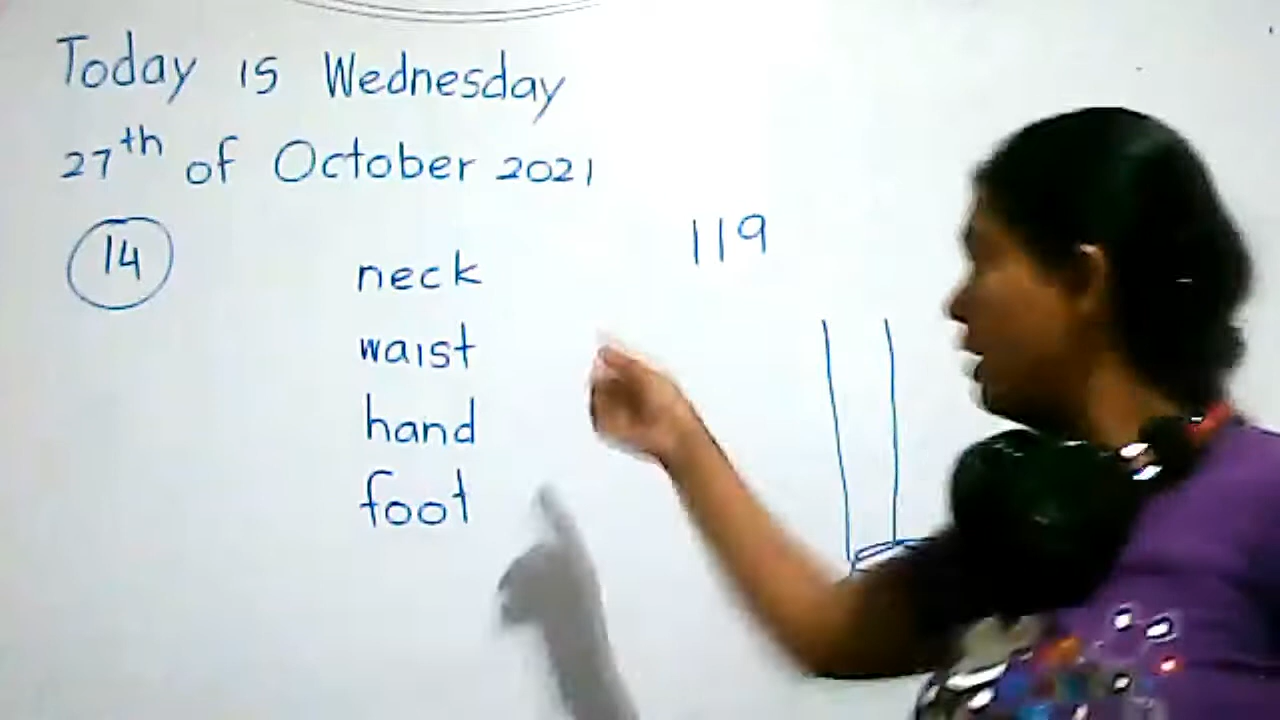 Today is Wednesday
27th of October 2021
14
119
neck
waist
hand
foot